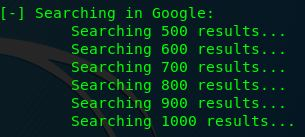 [-] Searching in Google:
Searching 500 results...
Searching 600 results...
Searching 700 results...
Searching 800 results...
Searching 900 results...
Searching 1000 results...